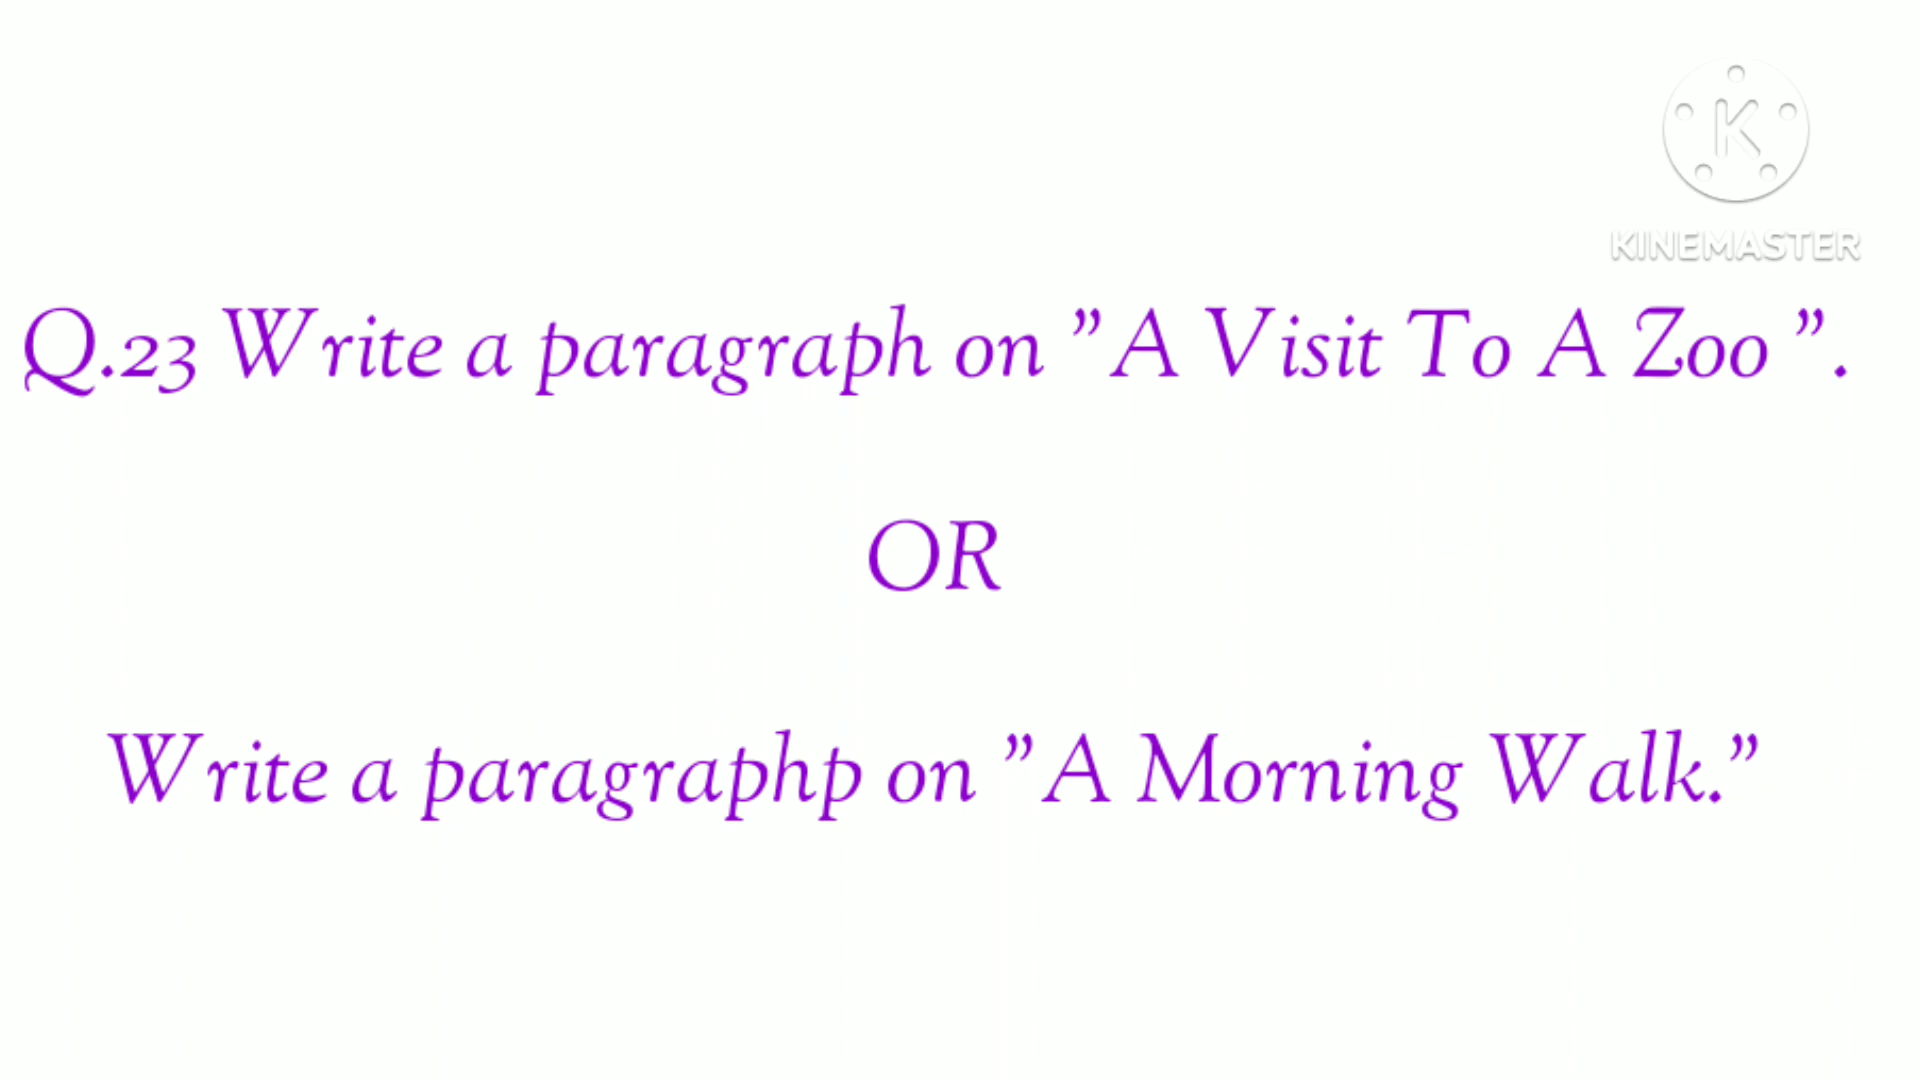 K
KINEMASTER
Q.23 Write a paragraph on ”A Visit To A Zoo ”.
OR
Write a paragraphp on ”A Morning Walk.”